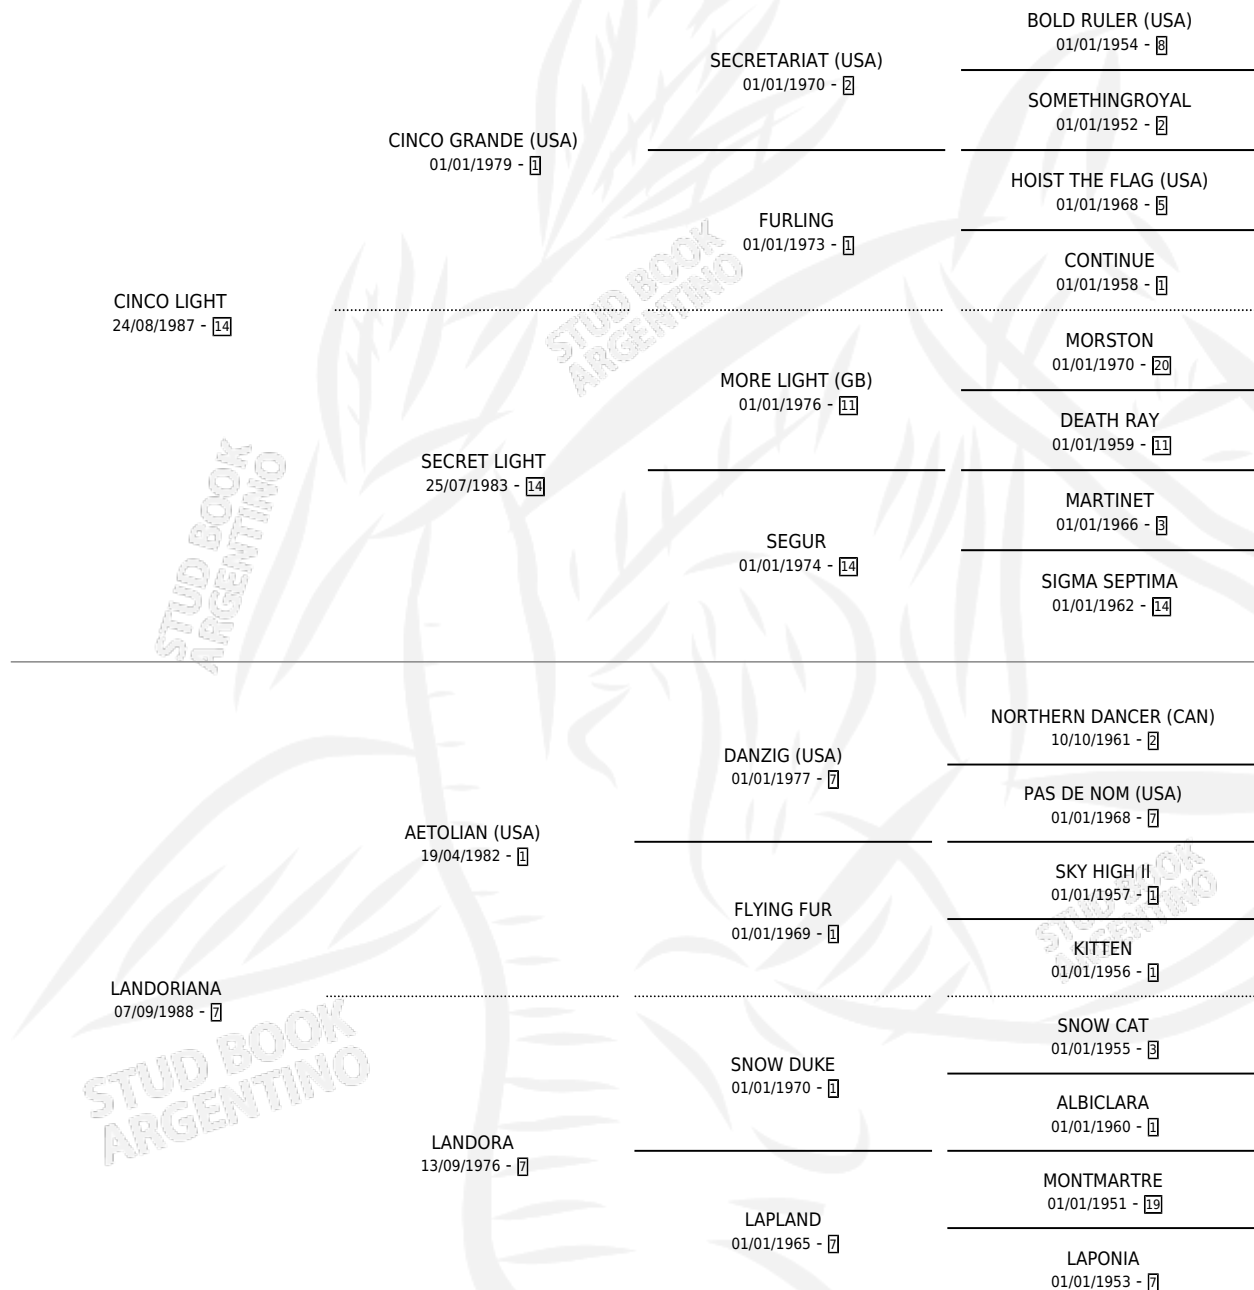 BOLD RULER (USA)
01/01/1954 - 8
SECRETARIAT (USA)
01/01/1970 - 2
SOMETHINGROYAL
01/01/1952 - 2
CINCO GRANDE (USA)
01/01/1979 - 1
HOIST THE FLAG (USA)
01/01/1968 - 5
FURLING
01/01/1973 - 1
CONTINUE
01/01/1958 - 1
CINCO LIGHT
24/08/1987 - 14
MORSTON
01/01/1970 - 20
MORE LIGHT (GB)
01/01/1976 - 11
DEATH RAY
01/01/1959 - 11
SECRET LIGHT
25/07/1983 - 14
MARTINET
01/01/1966 - 3
SEGUR
01/01/1974 - 14
SIGMA SEPTIMA
01/01/1962 - 14
NORTHERN DANCER (CAN)
10/10/1961 - 2
DANZIG (USA)
01/01/1977 - 7
PAS DE NOM (USA)
01/01/1968 - 7
AETOLIAN (USA)
19/04/1982 - 1
SKY HIGH II
01/01/1957 - 1
FLYING FUR
01/01/1969 - 1
KITTEN
01/01/1956 - 1
LANDORIANA
07/09/1988 - 7
SNOW CAT
01/01/1955 - 3
SNOW DUKE
01/01/1970 - 1
ALBICLARA
01/01/1960 - 1
LANDORA
13/09/1976 - 7
MONTMARTRE
01/01/1951 - 19
LAPLAND
01/01/1965 - 7
LAPONIA
01/01/1953 - 7
STUD BOOK
ARGENTINO
STUD BOOK
ARGENTINO
STUD BOOK
ARGENTINO
STUD BOOK
ARGENTINO